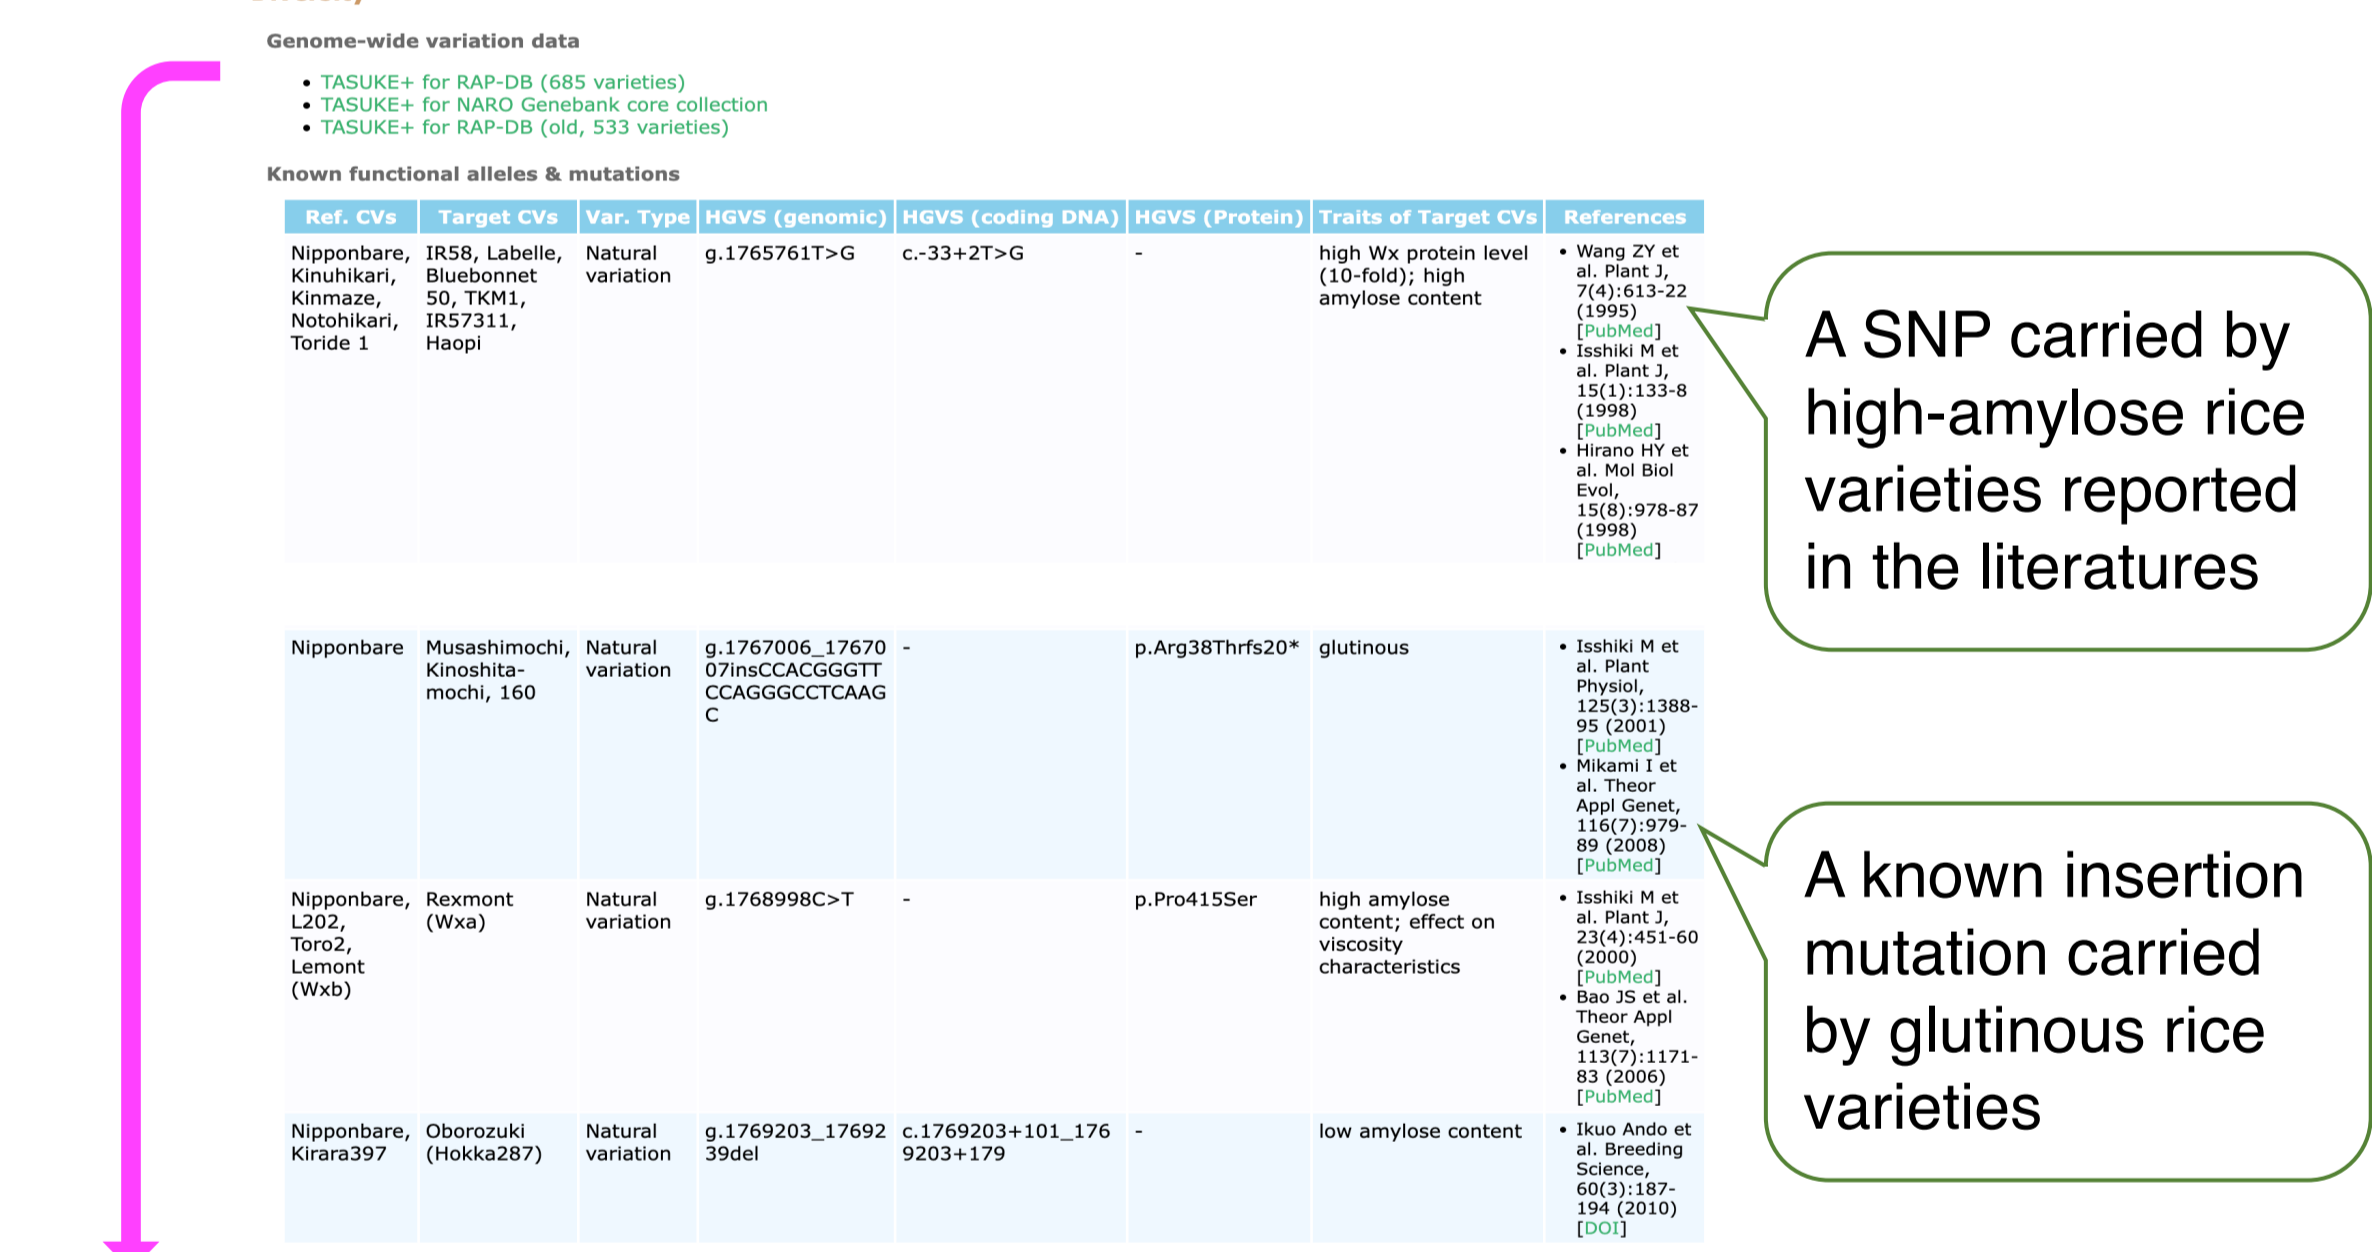 Diversity
Genome-wide variation data
• TASUKE+ for RAP-DB (685 varieties)
• TASUKE+ for NARO Genebank core collection
• TASUKE+ for RAP-DB (old, 533 varieties)
Known functional alleles & mutations
Ref. CVs Target CVs Var. Type HGVS (genomic) HGVS (coding DNA) HGVS (Protein) Traits of Target CVs References
Nipponbare,
Kinuhikari,
Kinmaze,
Notohikari,
Toride 1
IR58, Labelle,
Bluebonnet
50, TKM1,
IR57311,
Haopi
Natural
variation
g.1765761T>G
c.-33+2T>G
-
high Wx protein level
(10-fold); high
amylose content
• Wang ZY et
al. Plant J,
7(4):613-22
(1995)
[PubMed]
• Isshiki M et
al. Plant J,
15(1):133-8
(1998)
[PubMed]
• Hirano HY et
al. Mol Biol
Evol,
15(8):978-87
(1998)
[PubMed]
A SNP carried by
high-amylose rice
varieties reported
in the literatures
Nipponbare
Musashimochi,
Kinoshita-
mochi, 160
Natural
variation
g.1767006_17670
07insCCACGGGTT
CCAGGGCCTCAAG
C
-
p.Arg38Thrfs20*
glutinous
• Isshiki M et
al. Plant
Physiol,
125(3):1388-
95 (2001)
[PubMed]
• Mikami I et
al. Theor
Appl Genet,
116(7):979-
89 (2008)
[PubMed]
A known insertion
mutation carried
by glutinous rice
varieties
Nipponbare,
L202,
Toro2,
Lemont
(Wxb)
Rexmont
(Wxa)
Natural
variation
g.1768998C>T
-
p.Pro415Ser
high amylose
content; effect on
viscosity
characteristics
• Isshiki M et
al. Plant J,
23(4):451-60
(2000)
[PubMed]
• Bao JS et al.
Theor Appl
Genet,
113(7):1171-
83 (2006)
[PubMed]
Nipponbare,
Kirara397
Oborozuki
(Hokka287)
Natural
variation
g.1769203_17692
39del
c.1769203+101_176
9203+179
-
low amylose content
• Ikuo Ando et
al. Breeding
Science,
60(3):187-
194 (2010)
[DOI]